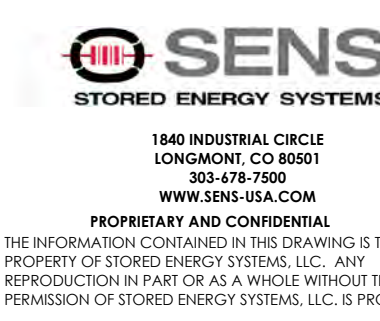 SENS
STORED ENERGY SYSTEMS
1840 INDUSTRIAL CIRCLE
LONGMONT, CO 80501
303-678-7500
WWW.SENS-USA.COM
PROPRIETARY AND CONFIDENTIAL
THE INFORMATION CONTAINED IN THIS DRAWING IS
PROPERTY OF STORED ENERGY SYSTEMS, LLC. ANY
REPRODUCTION IN PART OR AS A WHOLE WITHOUT
PERMISSION OF STORED ENERGY SYSTEMS, LLC. IS